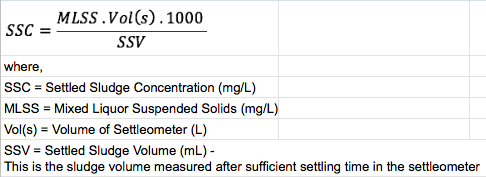 SSC = MLSS . Vol(s) . 1000 / SSV
where,
SSC = Settled Sludge Concentration (mg/L)
MLSS = Mixed Liquor Suspended Solids (mg/L)
Vol(s) = Volume of Settleometer (L)
SSV = Settled Sludge Volume (mL) -
This is the sludge volume measured after sufficient settling time in the settleometer